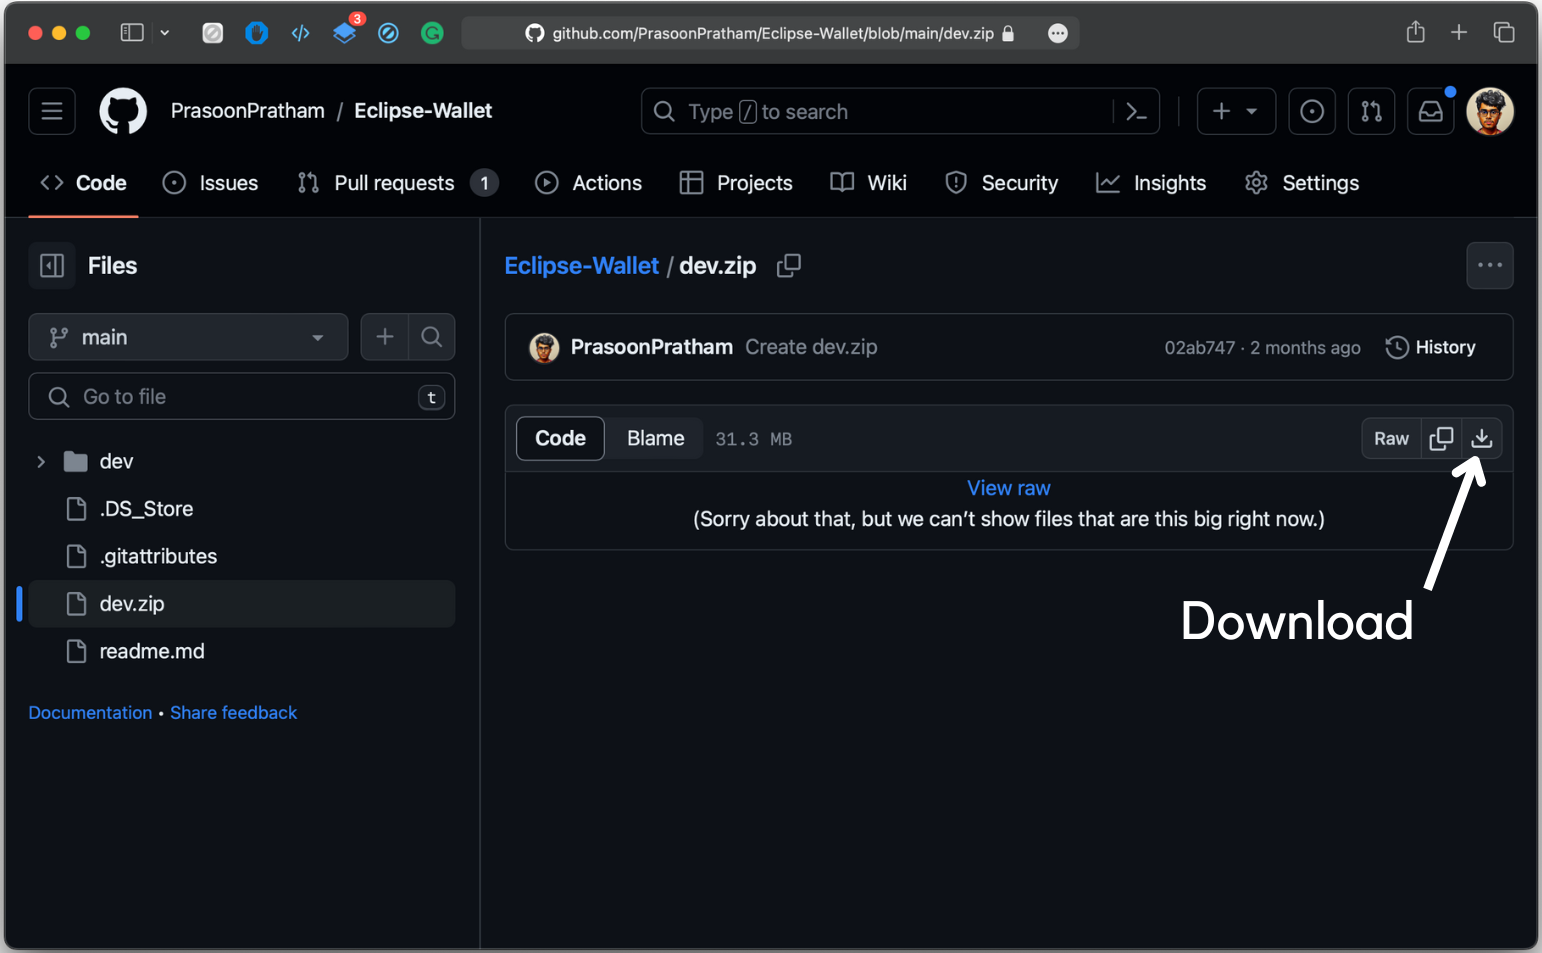 3
github.com/PrasoonPratham/Eclipse-Wallet/blob/main/dev.zip
PrasoonPratham / Eclipse-Wallet
Type / to search
Code Issues Pull requests 1 Actions Projects Wiki Security Insights Settings
Files
main
Go to file t
dev
.DS_Store
.gitattributes
dev.zip
readme.md
Documentation • Share feedback
Eclipse-Wallet / dev.zip
PrasoonPratham Create dev.zip 02ab747 · 2 months ago History
Code Blame 31.3 MB Raw
View raw
(Sorry about that, but we can’t show files that are this big right now.)
Download